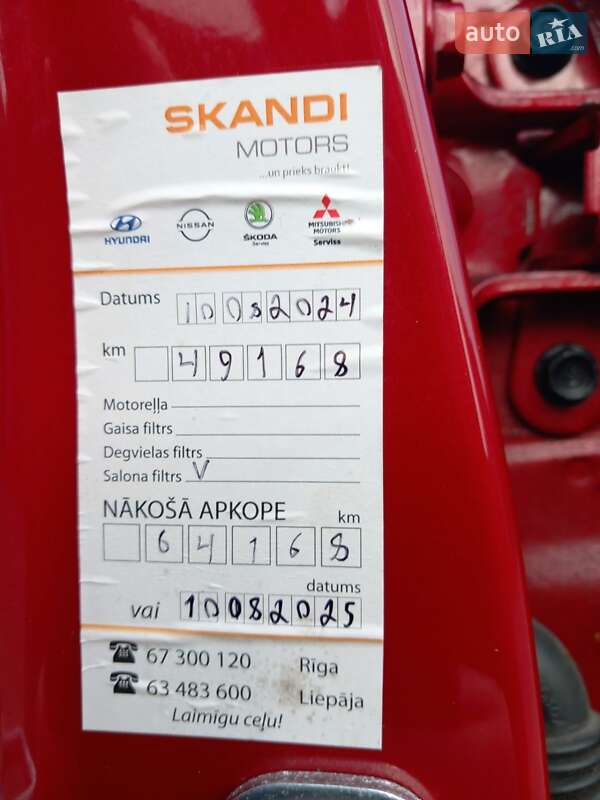 auto RIA.com
SKANDI
MOTORS
...un prieks braukt!
HYUNDAI NISSAN ŠKODA Serviss MITSUBISHI MOTORS Serviss
Datums 10082024
km 49168
Motoreļļa
Gaisa filtrs
Degvielas filtrs
Salona filtrs V
NĀKOŠĀ APKOPE km
64168
datums
vai 10082025
67 300 120 Rīga
63 483 600 Liepāja
Laimīgu ceļu!